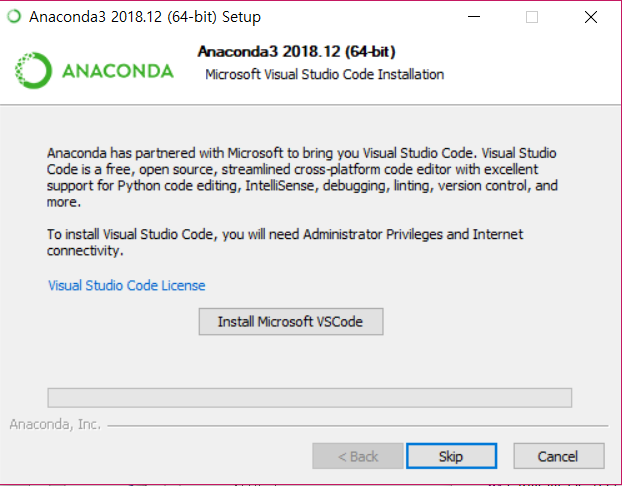 Anaconda3 2018.12 (64-bit) Setup
ANACONDA
Anaconda3 2018.12 (64-bit)
Microsoft Visual Studio Code Installation
Anaconda has partnered with Microsoft to bring you Visual Studio Code. Visual Studio
Code is a free, open source, streamlined cross-platform code editor with excellent
support for Python code editing, IntelliSense, debugging, linting, version control, and
more.
To install Visual Studio Code, you will need Administrator Privileges and Internet
connectivity.
Visual Studio Code License
Install Microsoft VSCode
Anaconda, Inc.
< Back
Skip
Cancel